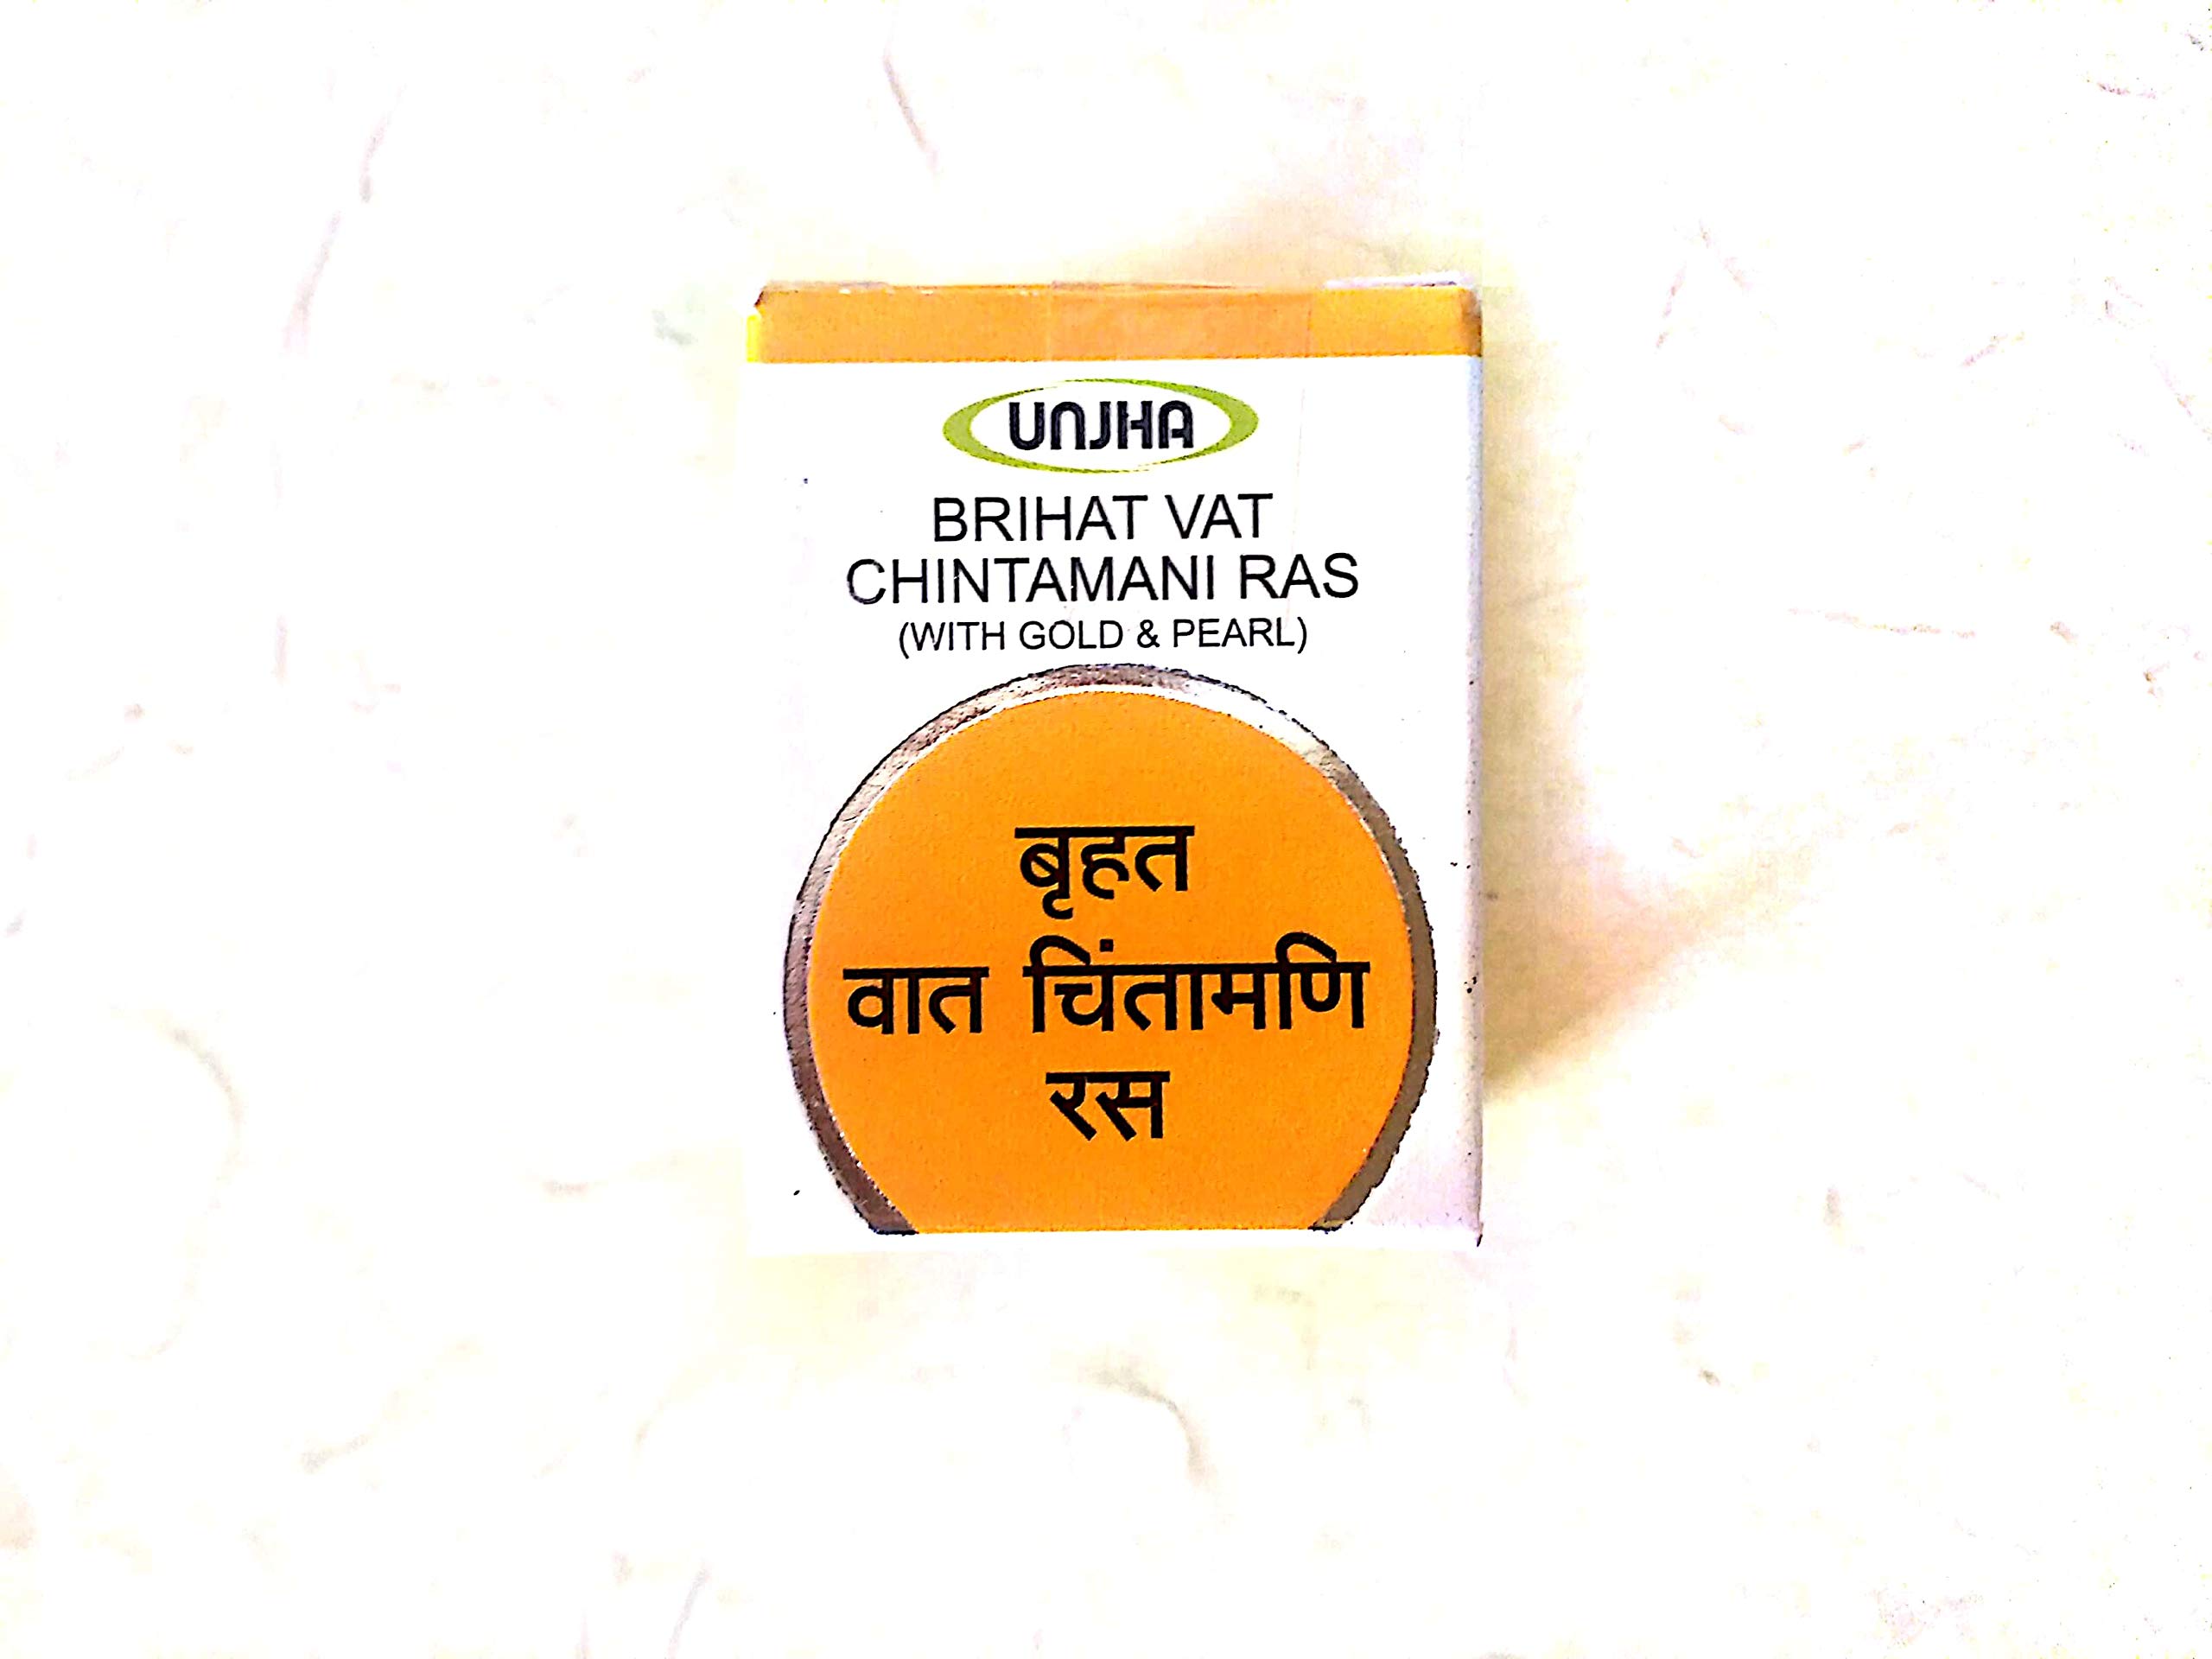 UNJHA
BRIHAT VAT
CHINTAMANI RAS
(WITH GOLD & PEARL)
बृहत
वात चिंतामणि
रस